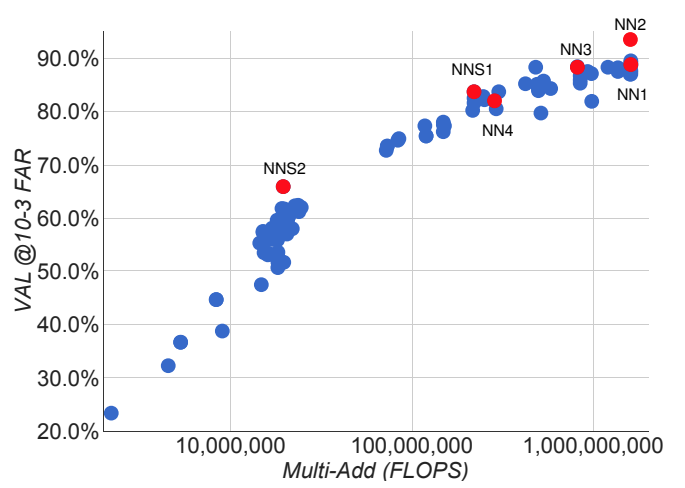 NN2
90.0%
NN3
NNS1
NN1
80.0%
NN4
70.0%
NNS2
60.0%
50.0%
40.0%
30.0%
20.0%
VAL @10-3 FAR
10,000,000
100,000,000
1,000,000,000
Multi-Add (FLOPS)